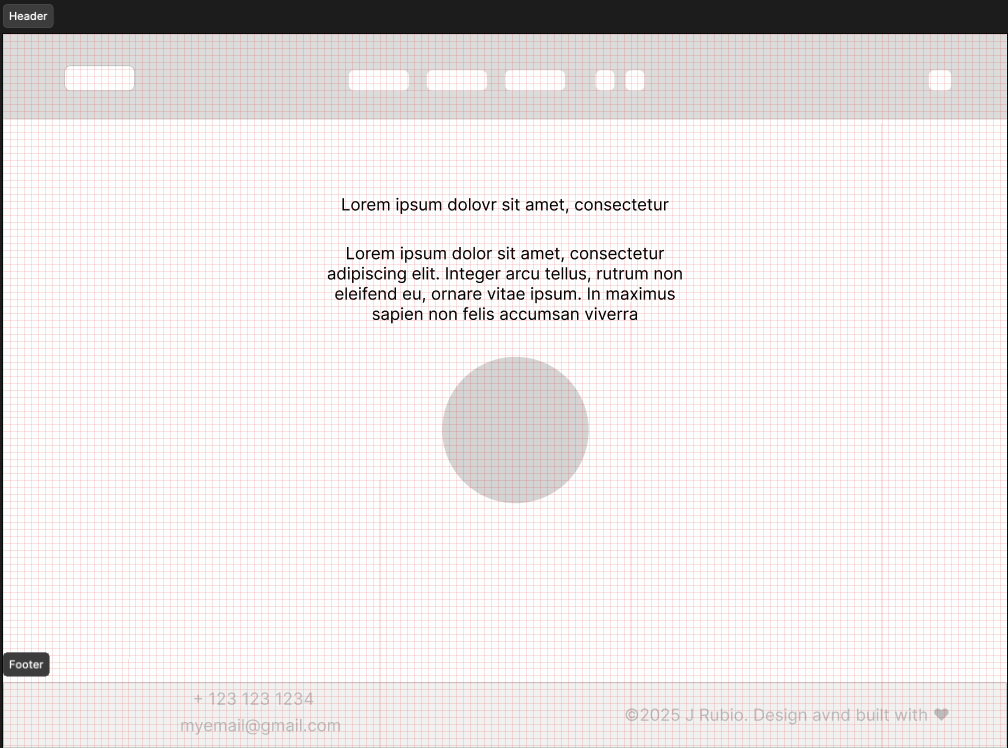 Header
Lorem ipsum dolovr sit amet, consectetur
Lorem ipsum dolor sit amet, consectetur
adipiscing elit. Integer arcu tellus, rutrum non
eleifend eu, ornare vitae ipsum. In maximus
sapien non felis accumsan viverra
Footer
+ 123 123 1234
myemail@gmail.com
©2025 J Rubio. Design avnd built with ♥